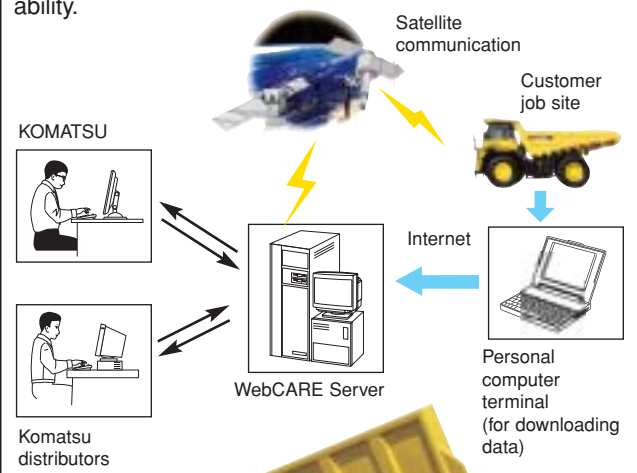 ability.
Satellite
communication
Customer
job site
KOMATSU
Internet
WebCARE Server
Personal
computer
terminal
(for downloading
data)
Komatsu
distributors